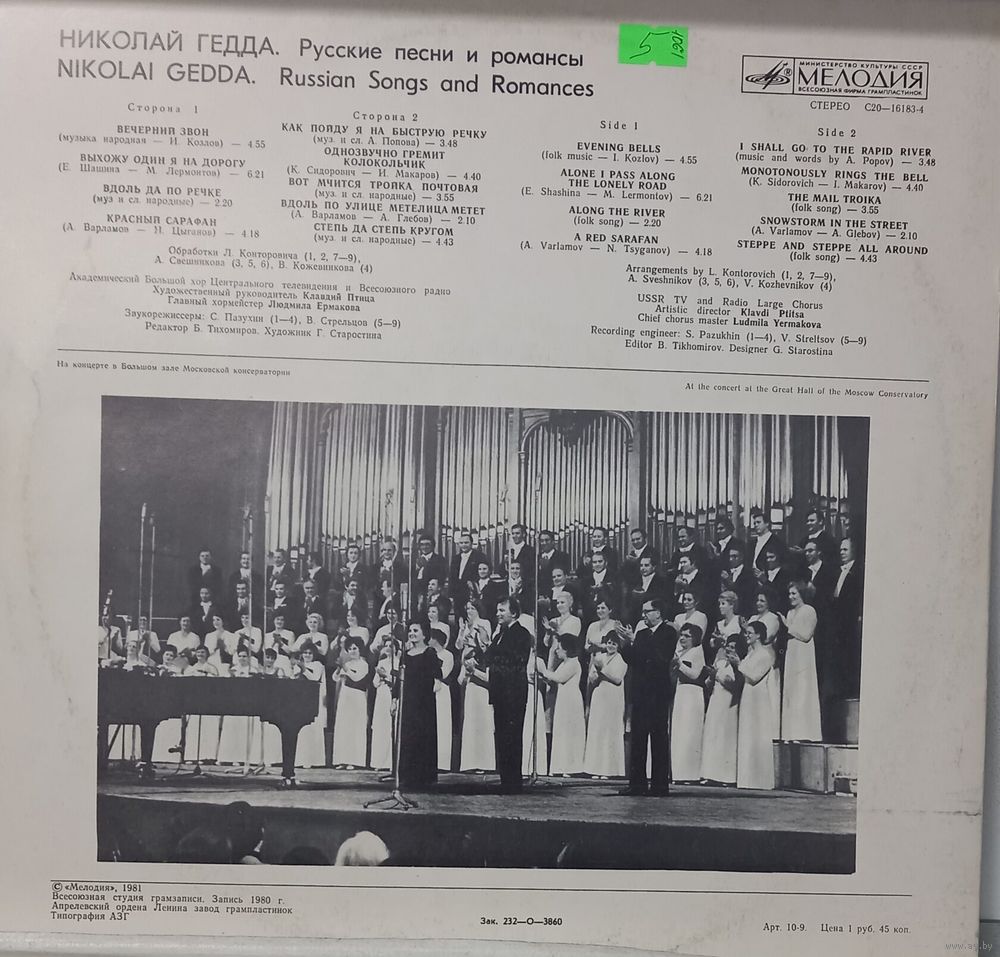 НИКОЛАЙ ГЕДДА. Русские песни и романсы
NIKOLAI GEDDA. Russian Songs and Romances
5
1901
МИНИСТЕРСТВО КУЛЬТУРЫ СССР
МЕЛОДИЯ
ВСЕСОЮЗНАЯ ФИРМА ГРАМПЛАСТИНОК
СТЕРЕО С20—16183-4
Сторона 1
ВЕЧЕРНИЙ ЗВОН
(музыка народная — И. Козлов) — 4.55
ВЫХОЖУ ОДИН Я НА ДОРОГУ
(Е. Шашина — М. Лермонтов) — 6.21
ВДОЛЬ ДА ПО РЕЧКЕ
(муз и сл. народные) — 2.20
КРАСНЫЙ САРАФАН
(А. Варламов — Н. Цыганов) — 4.18
Сторона 2
КАК ПОЙДУ Я НА БЫСТРУЮ РЕЧКУ
(муз. и сл. А. Попова) — 3.48
ОДНОЗВУЧНО ГРЕМИТ
КОЛОКОЛЬЧИК
(К. Сидорович — И. Макаров) — 4.40
ВОТ МЧИТСЯ ТРОЙКА ПОЧТОВАЯ
(муз. и сл. народные) — 3.55
ВДОЛЬ ПО УЛИЦЕ МЕТЕЛИЦА МЕТЕТ
(А. Варламов — А. Глебов) — 2.10
СТЕПЬ ДА СТЕПЬ КРУГОМ
(муз. и сл. народные) — 4.43
Обработки Л. Конторовича (1, 2, 7—9),
А. Свешникова (3, 5, 6), В. Кожевникова (4)
Академический Большой хор Центрального телевидения и Всесоюзного радио
Художественный руководитель Клавдий Птица
Главный хормейстер Людмила Ермакова
Звукорежиссеры: С. Пазухин (1—4), В. Стрельцов (5—9)
Редактор Б. Тихомиров. Художник Г. Старостина
Side 1
EVENING BELLS
(folk music — I. Kozlov) — 4.55
ALONE I PASS ALONG
THE LONELY ROAD
(E. Shashina — M. Lermontov) — 6.21
ALONG THE RIVER
(folk song) — 2.20
A RED SARAFAN
(A. Varlamov — N. Tsyganov) — 4.18
Side 2
I SHALL GO TO THE RAPID RIVER
(music and words by A. Popov) — 3.48
MONOTONOUSLY RINGS THE BELL
(K. Sidorovich — I. Makarov) — 4.40
THE MAIL TROIKA
(folk song) — 3.55
SNOWSTORM IN THE STREET
(A. Varlamov — A. Glebov) — 2.10
STEPPE AND STEPPE ALL AROUND
(folk song) — 4.43
Arrangements by L. Kontorovich (1, 2, 7—9),
A. Sveshnikov (3, 5, 6), V. Kozhevnikov (4)
USSR TV and Radio Large Chorus
Artistic director Klavdi Ptitsa
Chief chorus master Ludmila Yermakova
Recording engineer: S. Pazukhin (1—4), V. Streltsov (5—9)
Editor B. Tikhomirov. Designer G. Starostina
На концерте в Большом зале Московской консерватории
At the concert at the Great Hall of the Moscow Conservatory
© «Мелодия», 1981
Всесоюзная студия грамзаписи. Запись 1980 г.
Апрелевский ордена Ленина завод грампластинок
Типография АЗГ
Зак. 232—О—3860
Арт. 10-9. Цена 1 руб. 45 коп.
www.ay.by